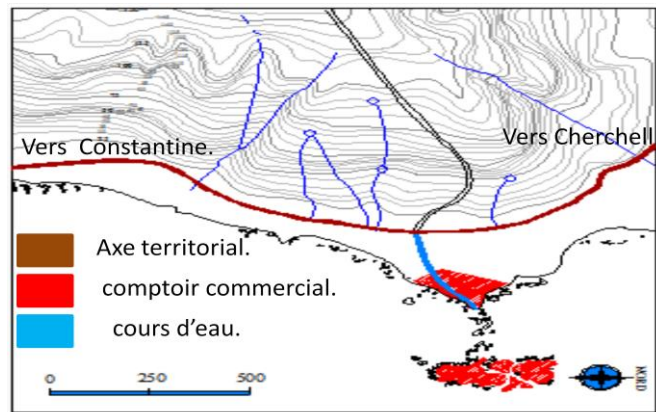 Vers Constantine.
Vers Cherchell
Axe territorial.
comptoir commercial.
cours d’eau.
0 250 500
NORD